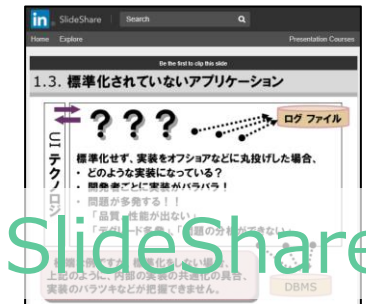 in SlideShare Search
Home Explore Presentation Courses
Be the first to clip this slide
1.3. 標準化されていないアプリケーション
???
ログ ファイル
UI テクノロジ
標準化せず、実装をオフショアなどに丸投げした場合、
・ どのような実装になっている?
・ 開発者ごとに実装がバラバラ!
・ 問題が多発する!!
「品質、性能が出ない」
「デグレード多発」「問題の分析ができない」
SlideShare
上記のように、内部の実装の共通化の具合、
実装のバラツキなどが把握できません。
DBMS